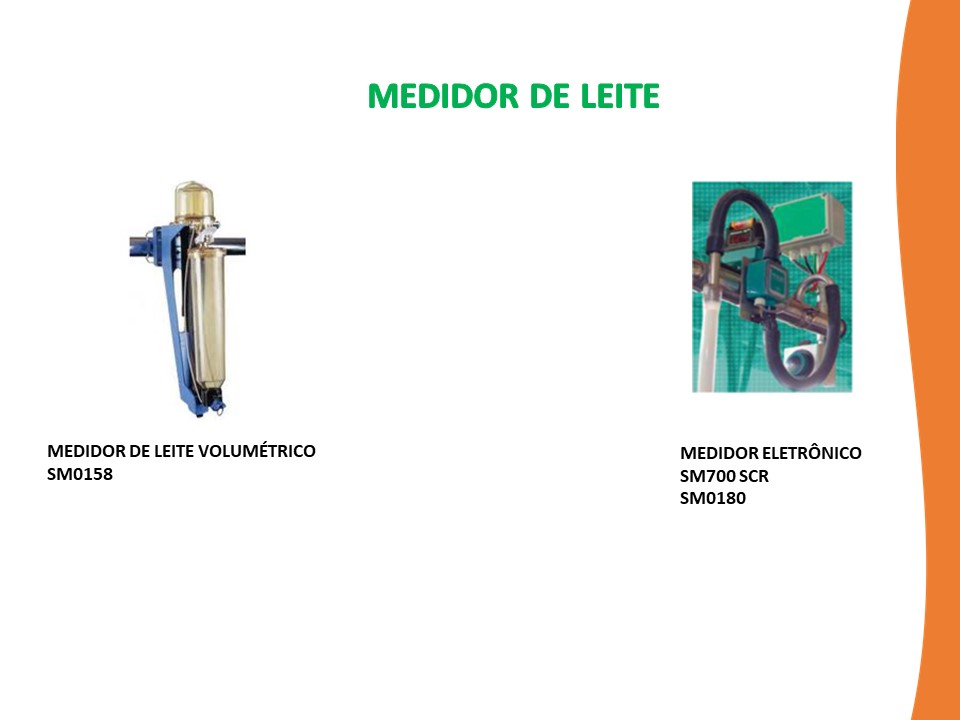 MEDIDOR DE LEITE
MEDIDOR DE LEITE VOLUMÉTRICO
SM0158
MEDIDOR ELETRÔNICO
SM700 SCR
SM0180